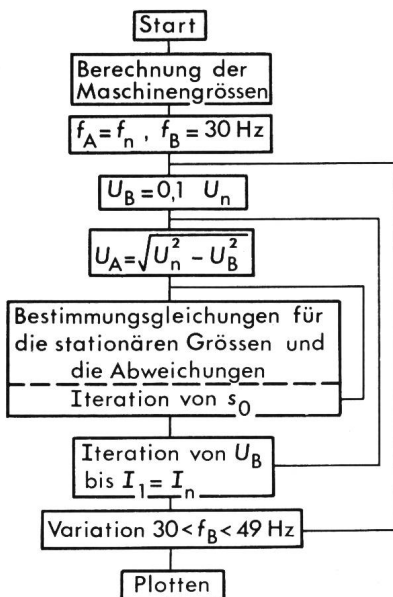 Start
Berechnung der
Maschinengrössen
f_A = f_n , f_B = 30 Hz
U_B = 0,1 U_n
U_A = √(U_n² − U_B²)
Bestimmungsgleichungen für
die stationären Grössen und
die Abweichungen
Iteration von s_0
Iteration von U_B
bis I_1 = I_n
Variation 30 < f_B < 49 Hz
Plotten